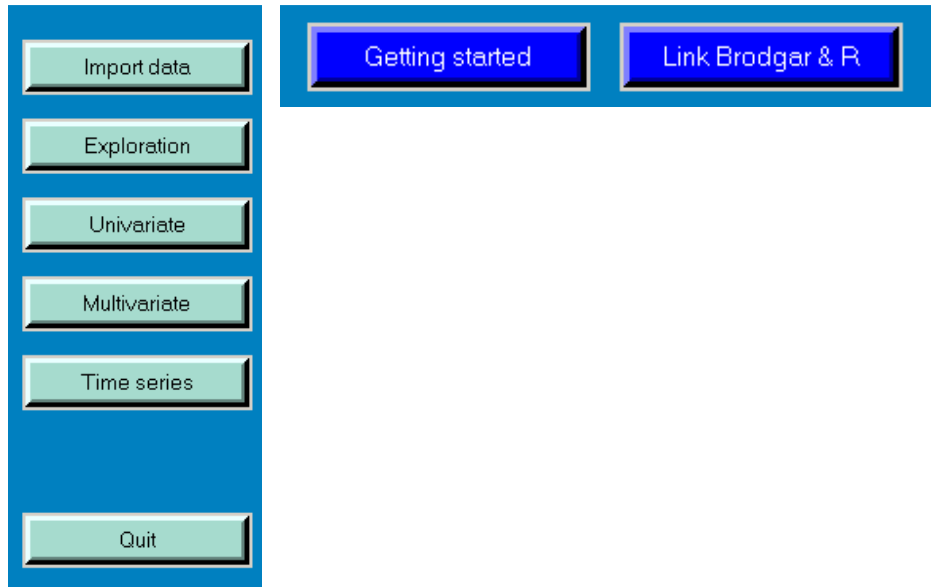 Import data
Exploration
Univariate
Multivariate
Time series
Quit
Getting started
Link Brodgar & R